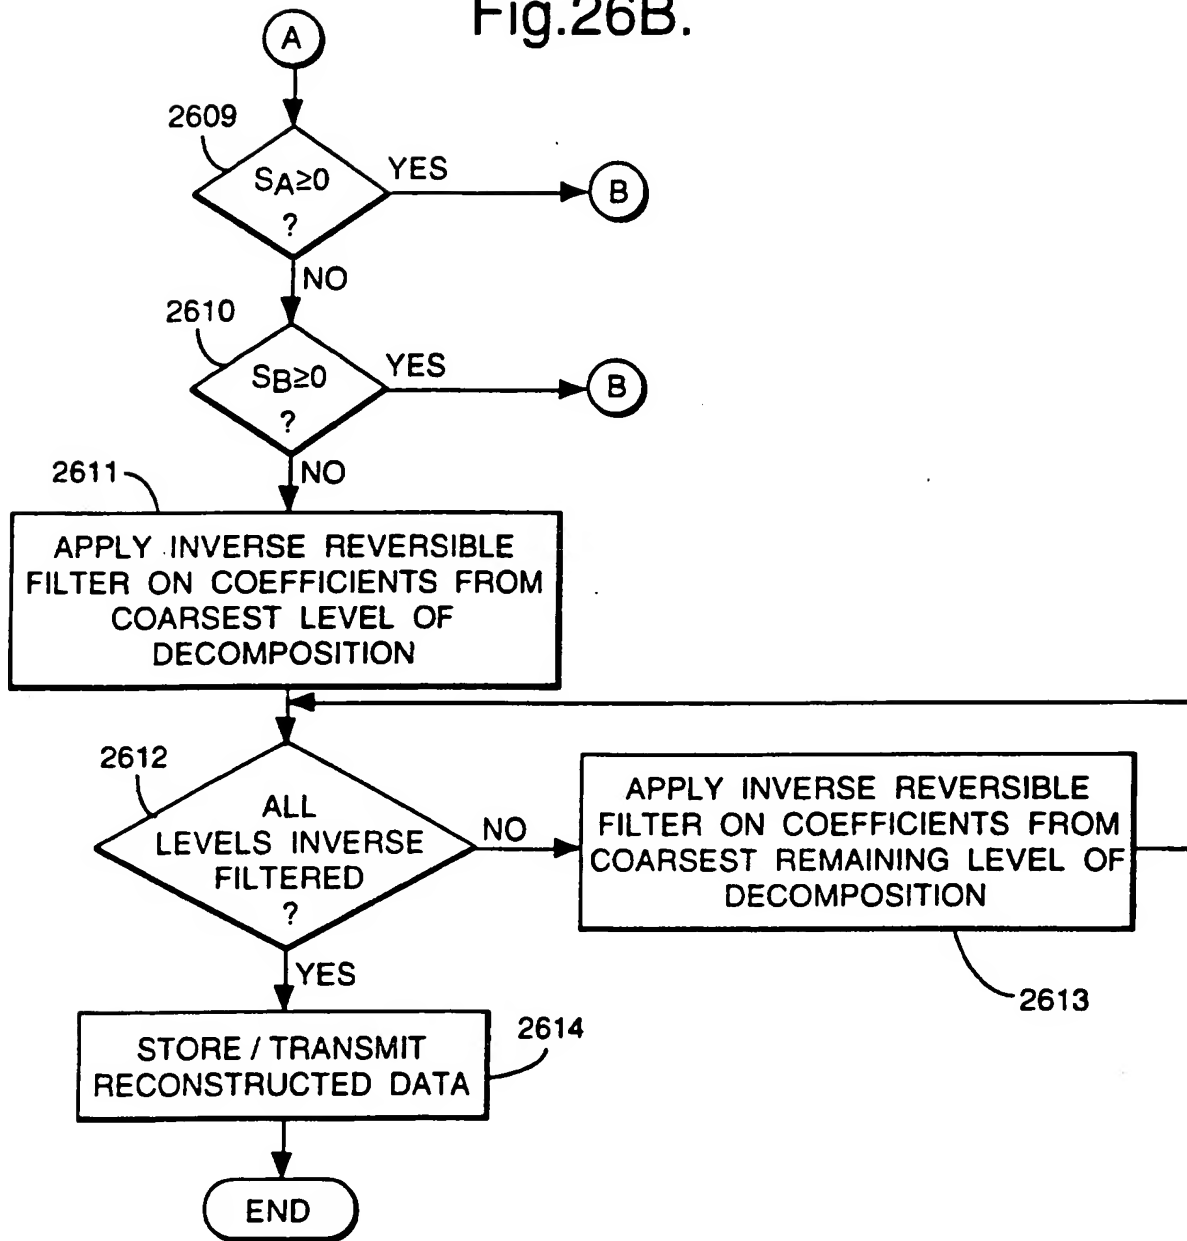 Fig.26B.
A
2609
SA≥0
?
YES
B
NO
2610
SB≥0
?
YES
B
NO
2611
APPLY INVERSE REVERSIBLE
FILTER ON COEFFICIENTS FROM
COARSEST LEVEL OF
DECOMPOSITION
2612
ALL
LEVELS INVERSE
FILTERED
?
NO
APPLY INVERSE REVERSIBLE
FILTER ON COEFFICIENTS FROM
COARSEST REMAINING LEVEL OF
DECOMPOSITION
2613
YES
STORE / TRANSMIT
RECONSTRUCTED DATA
2614
END